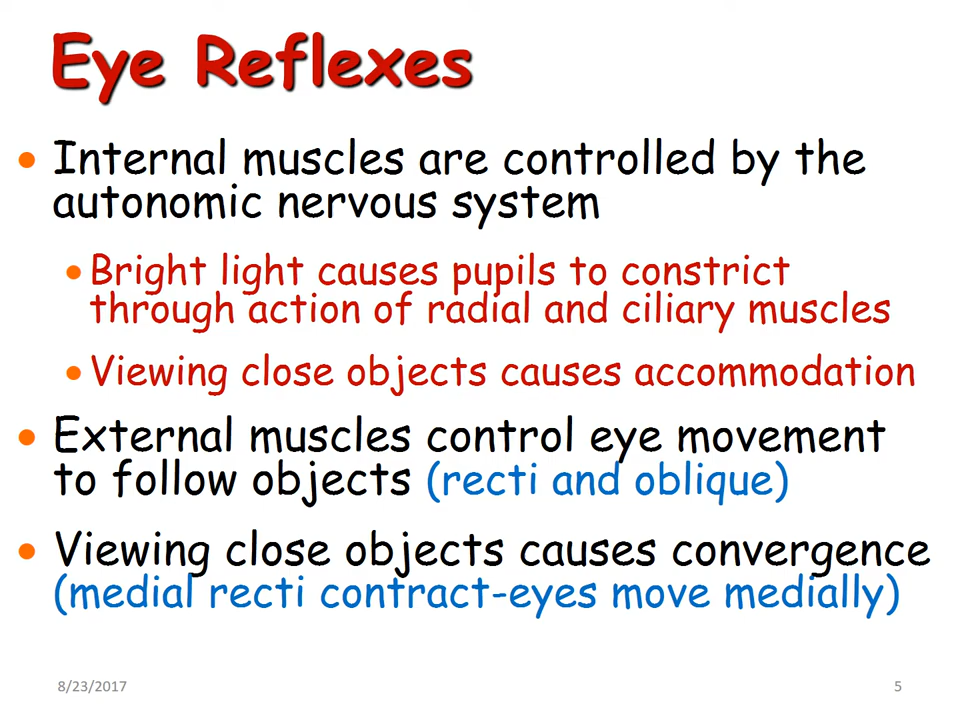 Eye Reflexes
• Internal muscles are controlled by the
autonomic nervous system
• Bright light causes pupils to constrict
through action of radial and ciliary muscles
• Viewing close objects causes accommodation
• External muscles control eye movement
to follow objects (recti and oblique)
• Viewing close objects causes convergence
(medial recti contract-eyes move medially)
8/23/2017
5